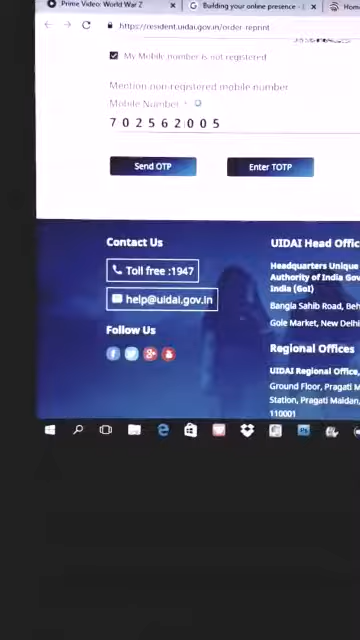 Prime Video: World War Z
Building your online presence -
Hom
https://resident.uidai.gov.in/order-reprint
My Mobile number is not registered
Mention non-registered mobile number
Mobile Number *
702562005
Send OTP
Enter TOTP
Contact Us
Toll free :1947
help@uidai.gov.in
Follow Us
UIDAI Head Offic
Headquarters Unique
Authority of India Gov
India (GoI)
Bangla Sahib Road, Beh
Gole Market, New Delhi
Regional Offices
UIDAI Regional Office,
Ground Floor, Pragati M
Station, Pragati Maidan,
110001